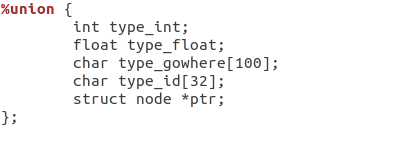 %union {
        int type_int;
        float type_float;
        char type_gowhere[100];
        char type_id[32];
        struct node *ptr;
};